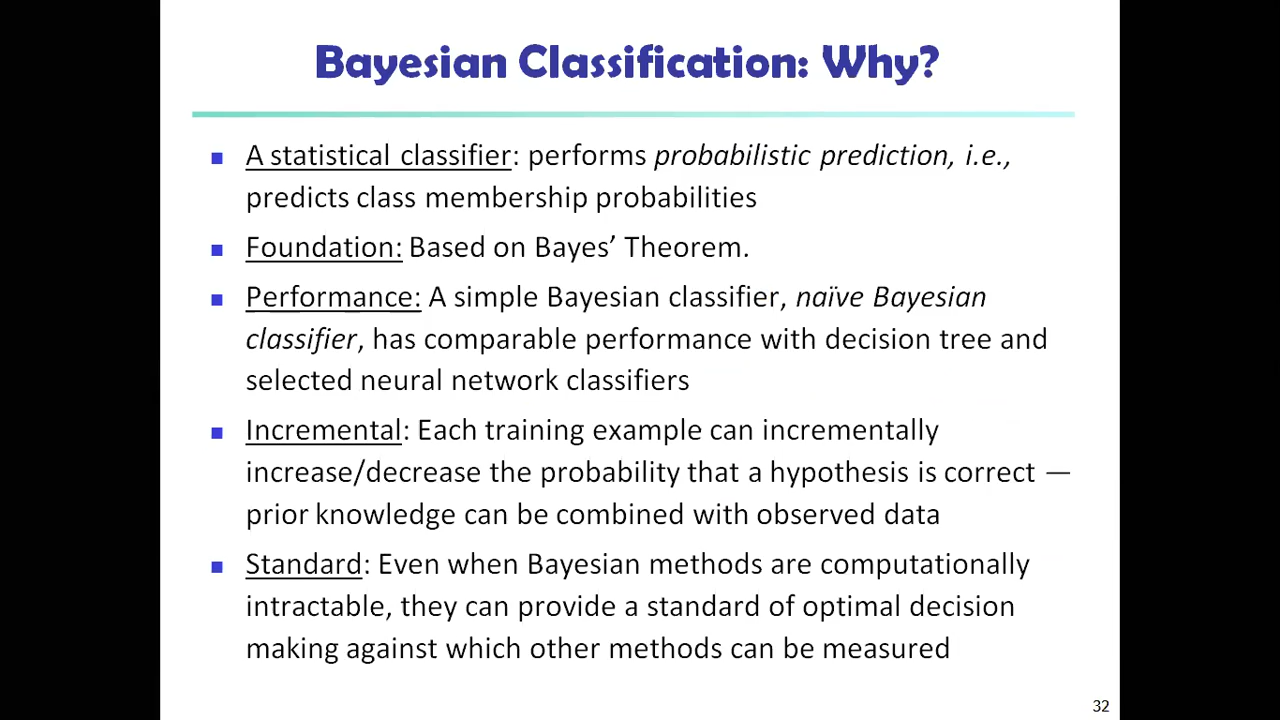 Bayesian Classification: Why?
A statistical classifier: performs probabilistic prediction, i.e.,
predicts class membership probabilities
Foundation: Based on Bayes’ Theorem.
Performance: A simple Bayesian classifier, naïve Bayesian
classifier, has comparable performance with decision tree and
selected neural network classifiers
Incremental: Each training example can incrementally
increase/decrease the probability that a hypothesis is correct —
prior knowledge can be combined with observed data
Standard: Even when Bayesian methods are computationally
intractable, they can provide a standard of optimal decision
making against which other methods can be measured
32